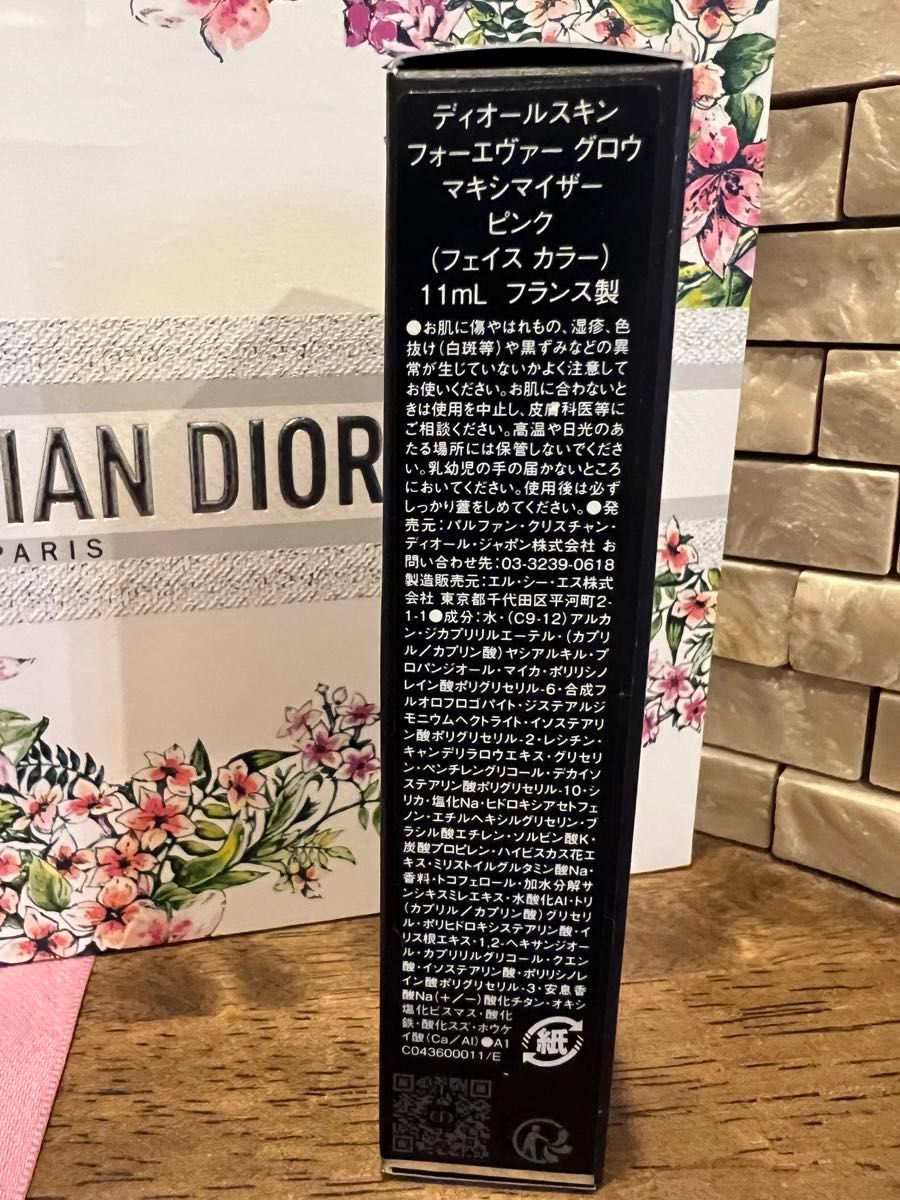 ディオールスキン
フォーエヴァー グロウ
マキシマイザー
ピンク
(フェイス カラー)
11mL フランス製
●お肌に傷やはれもの、湿疹、色
抜け(白斑等)や黒ずみなどの異
常が生じていないかよく注意して
お使いください。お肌に合わないと
きは使用を中止し、皮膚科医等に
ご相談ください。高温や日光のあ
たる場所には保管しないでくださ
い。乳幼児の手の届かないところ
においてください。使用後は必ず
しっかり蓋をしめてください。●発
売元:パルファン・クリスチャン・
ディオール・ジャポン株式会社 お
問い合わせ先:03-3239-0618
製造販売元:エル・シー・エス株式
会社 東京都千代田区平河町2-
1-1●成分:水・(C9-12)アルカ
ン・ジカプリリルエーテル・(カプリ
ル/カプリン酸)ヤシアルキル・プ
ロパンジオール・マイカ・ポリリシノ
レイン酸ポリグリセリル-6・合成フ
ルオロフロゴパイト・ジステアルジ
モニウムヘクトライト・イソステアリ
ン酸ポリグリセリル-2・レシチン・
キャンデリラロウエキス・グリセリ
ン・ペンチレングリコール・デカイソ
ステアリン酸ポリグリセリル-10・シ
リカ・塩化Na・ヒドロキシアセトフェ
ノン・エチルヘキシルグリセリン・ブ
ラシル酸エチレン・ソルビン酸K・
炭酸プロピレン・ハイビスカス花エ
キス・ミリストイルグルタミン酸Na・
香料・トコフェロール・加水分解サ
ンシキスミレエキス・水酸化Al・トリ
(カプリル/カプリン酸)グリセリ
ル・ポリヒドロキシステアリン酸・イ
リス根エキス・1,2-ヘキサンジオー
ル・カプリリルグリコール・クエン
酸・イソステアリン酸・ポリリシノレ
イン酸ポリグリセリル-3・安息香
酸Na(+/-)酸化チタン・オキシ
塩化ビスマス・酸化
鉄・酸化スズ・ホウケ
イ酸(Ca/Al)●A1
C043600011/E
紙
IAN DIOR
PARIS